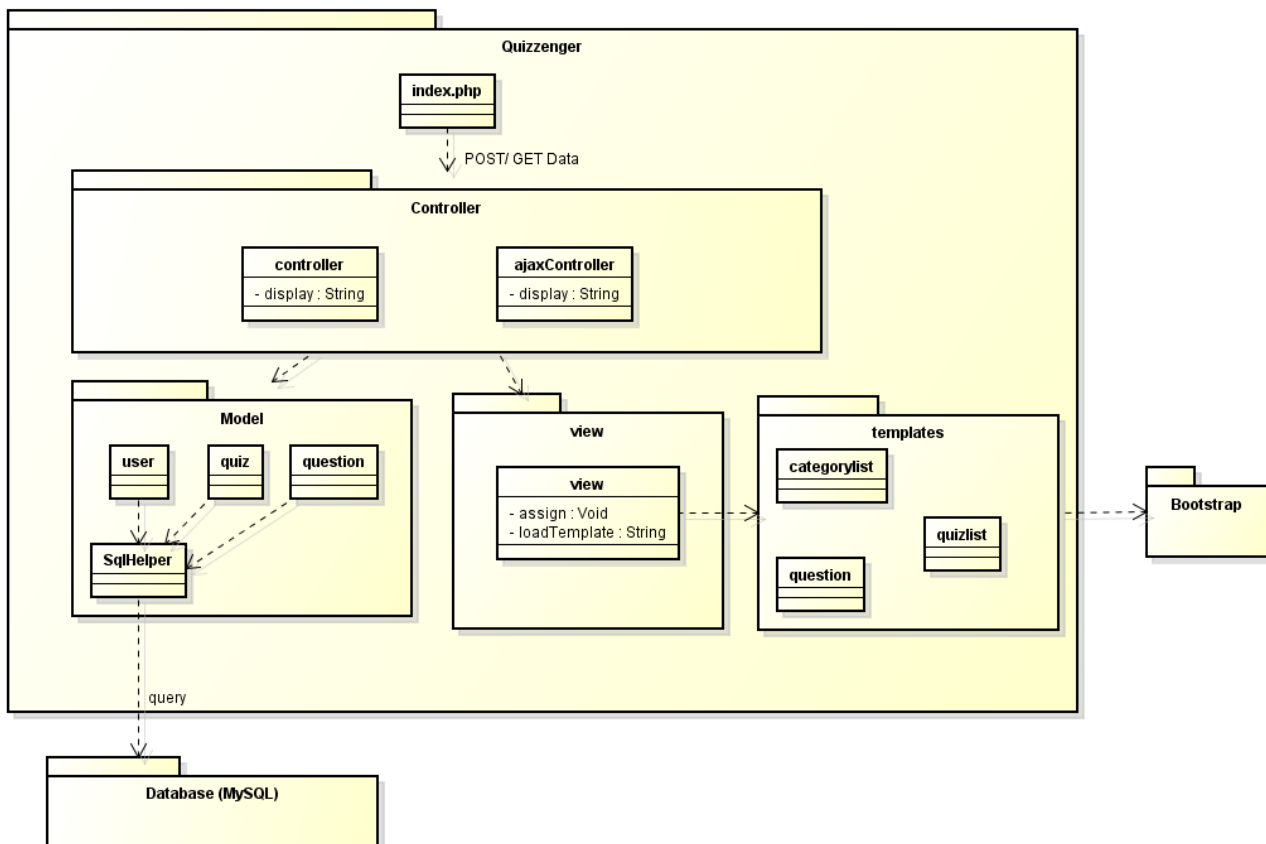 Quizzenger
index.php
POST/ GET Data
Controller
controller
- display : String
ajaxController
- display : String
Model
user
quiz
question
SqlHelper
view
view
- assign : Void
- loadTemplate : String
templates
categorylist
quizlist
question
Bootstrap
query
Database (MySQL)